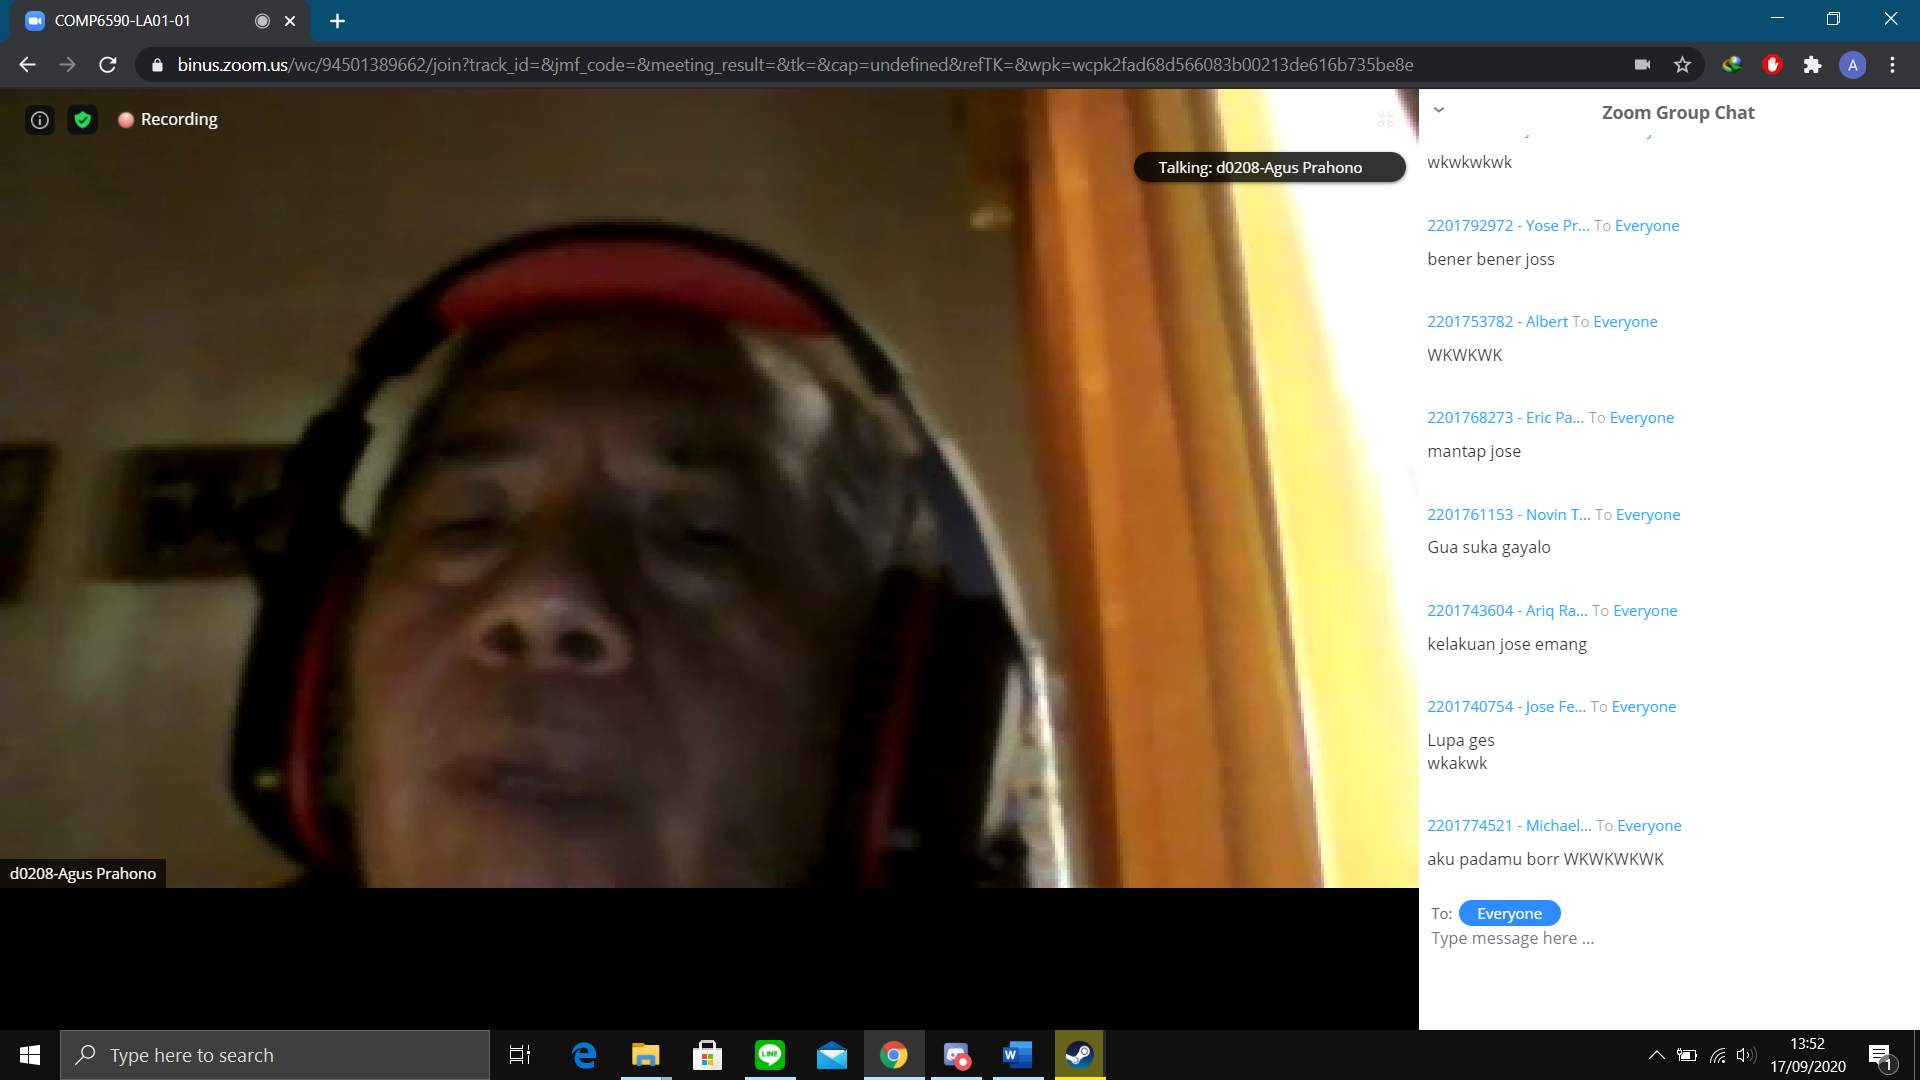 COMP6590-LA01-01
binus.zoom.us/wc/94501389662/join?track_id=&jmf_code=&meeting_result=&tk=&cap=undefined&refTK=&wpk=wcpk2fad68d566083b00213de616b735be8e
A
Recording
Talking: d0208-Agus Prahono
d0208-Agus Prahono
Zoom Group Chat
wkwkwkwk
2201792972 - Yose Pr... To Everyone
bener bener joss
2201753782 - Albert To Everyone
WKWKWK
2201768273 - Eric Pa... To Everyone
mantap jose
2201761153 - Novin T... To Everyone
Gua suka gayalo
2201743604 - Ariq Ra... To Everyone
kelakuan jose emang
2201740754 - Jose Fe... To Everyone
Lupa ges
wkakwk
2201774521 - Michael... To Everyone
aku padamu borr WKWKWKWK
To: Everyone
Type message here ...
Type here to search
LINE
W
13:52
17/09/2020
1